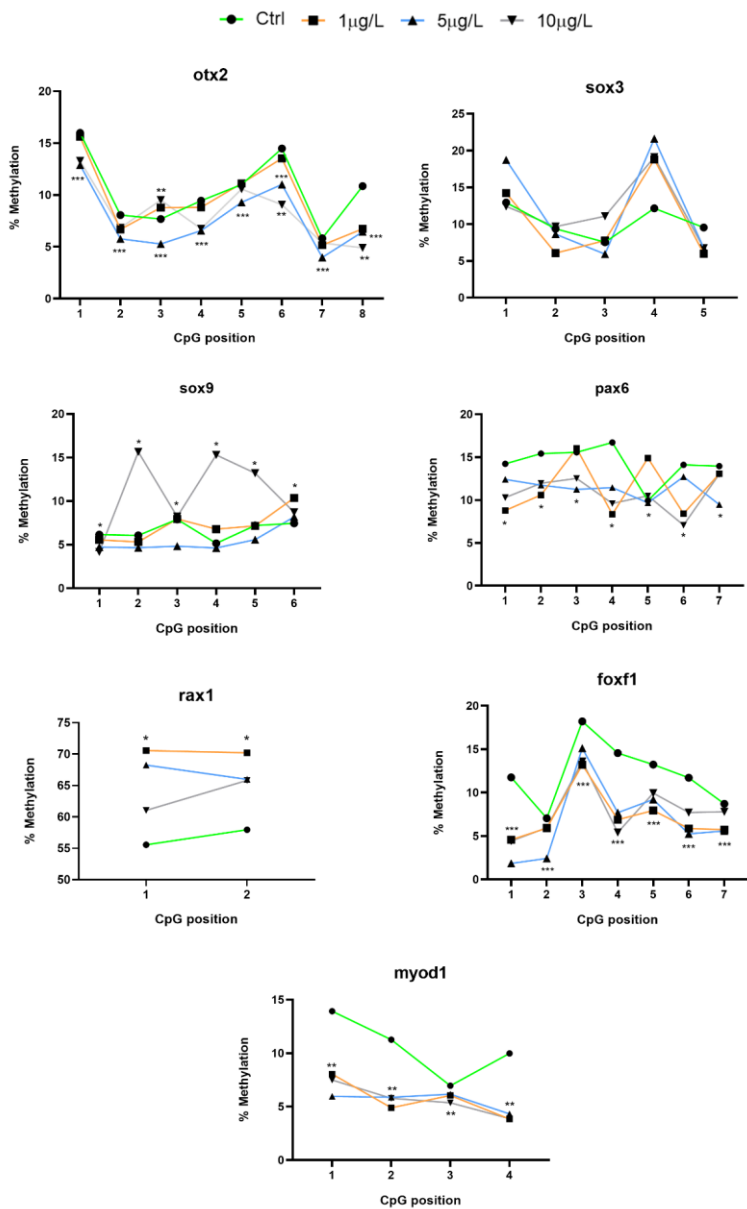 Ctrl 1μg/L 5μg/L 10μg/L
otx2
% Methylation
20
15
10
5
0
*** *** ** *** *** *** *** ** *** *** **
1 2 3 4 5 6 7 8
CpG position
sox3
% Methylation
25
20
15
10
5
0
1 2 3 4 5
CpG position
sox9
% Methylation
20
15
10
5
0
* * * * * *
1 2 3 4 5 6
CpG position
pax6
% Methylation
20
15
10
5
0
* * * * * * *
1 2 3 4 5 6 7
CpG position
rax1
% Methylation
75
70
65
60
55
50
* *
1 2
CpG position
foxf1
% Methylation
20
15
10
5
0
*** *** *** *** *** *** ***
1 2 3 4 5 6 7
CpG position
myod1
% Methylation
15
10
5
0
** ** ** **
1 2 3 4
CpG position